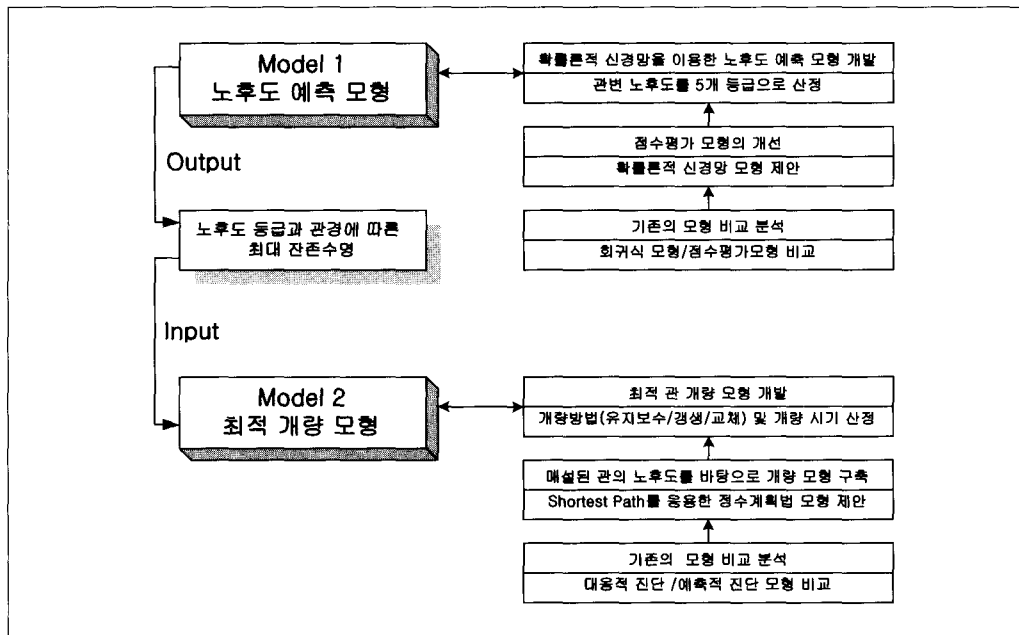 Model 1
노후도 예측 모형
확률론적 신경망을 이용한 노후도 예측 모형 개발
관번 노후도를 5개 등급으로 산정
점수평가 모형의 개선
확률론적 신경망 모형 제안
Output
노후도 등급과 관경에 따른
최대 잔존수명
기존의 모형 비교 분석
회귀식 모형/점수평가모형 비교
Input
Model 2
최적 개량 모형
최적 관 개량 모형 개발
개량방법(유지보수/갱생/교체) 및 개량 시기 산정
매설된 관의 노후도를 바탕으로 개량 모형 구축
Shortest Path를 응용한 정수계획법 모형 제안
기존의 모형 비교 분석
대응적 진단 /예측적 진단 모형 비교